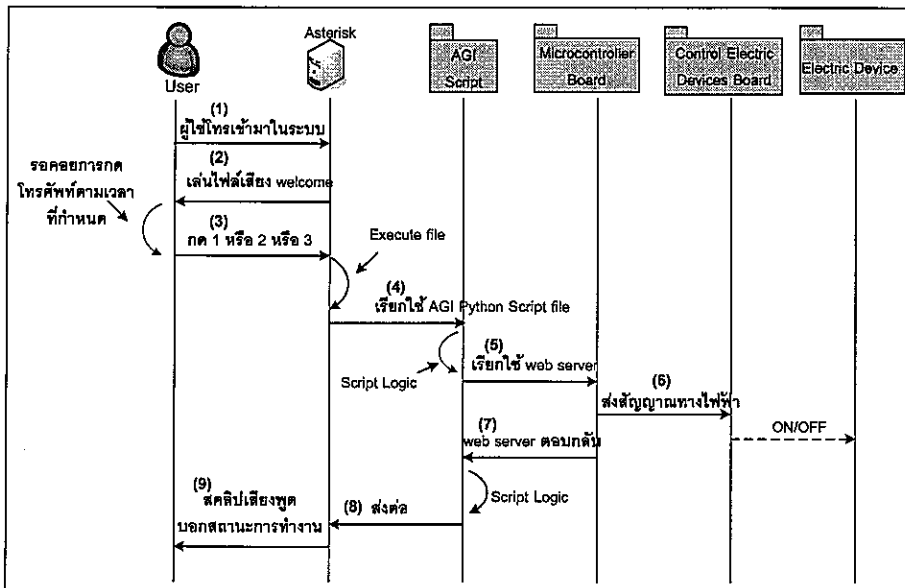 User
Asterisk
AGI
Script
Microcontroller
Board
Control Electric
Devices Board
Electric Device
(1)
ผู้ใช้โทรเข้ามาในระบบ
(2)
เล่นไฟล์เสียง welcome
รอคอยการกด
โทรศัพท์ตามเวลา
ที่กำหนด
(3)
กด 1 หรือ 2 หรือ 3
Execute file
(4)
เรียกใช้ AGI Python Script file
(5)
เรียกใช้ web server
Script Logic
(6)
ส่งสัญญาณทางไฟฟ้า
ON/OFF
(7)
web server ตอบกลับ
Script Logic
(8) ส่งต่อ
(9)
สคลิปเสียงพูด
บอกสถานะการทำงาน